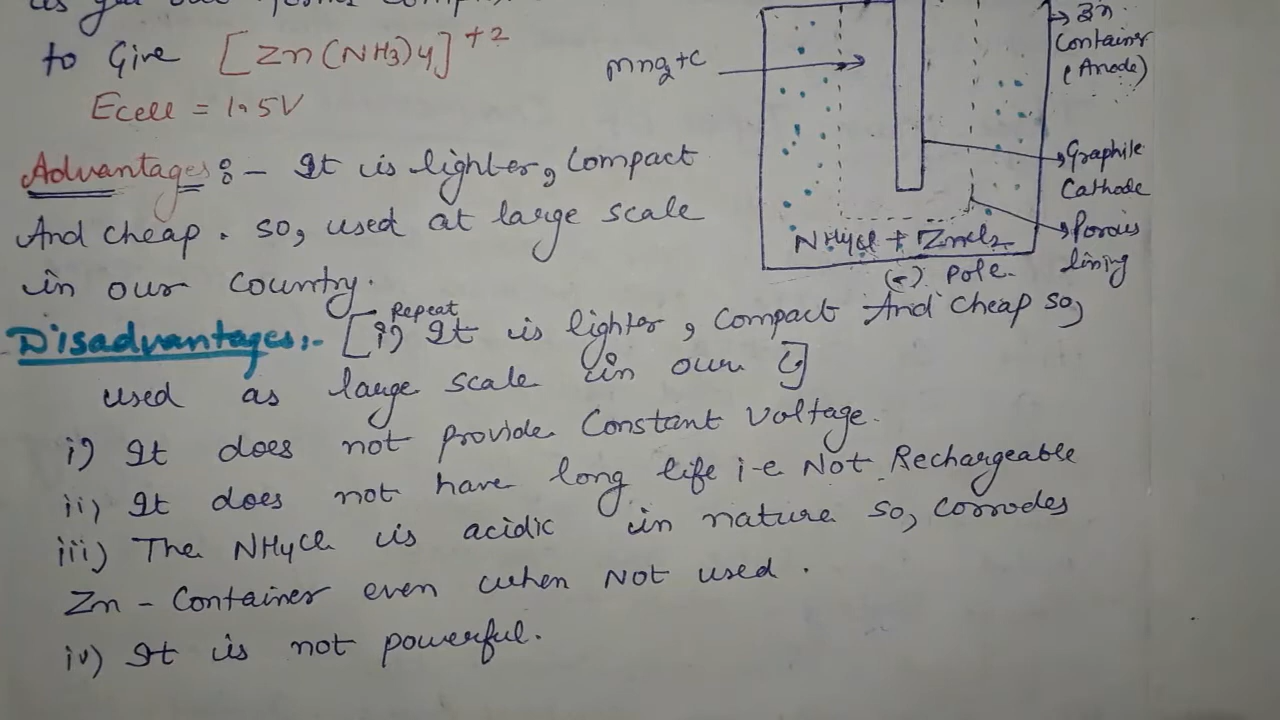 to Give [Zn(NH3)4]+2
Ecell = 1.5V
Advantages :- It is lighter, Compact
And cheap. so, used at large scale
in our country.
Repeat
Disadvantages:- [i) It is lighter, compact And cheap so,
used as large scale in our C]
i) It does not provide Constant Voltage.
ii) It does not have long life i-e Not Rechargeable
iii) The NH4Cl is acidic in nature so, corrodes
Zn - Container even when Not used.
iv) It is not powerful.
mno2+C
Zn
Container
(Anode)
Graphite
Cathode
Porous
lining
NH4Cl + ZnCl2
(-) pole.